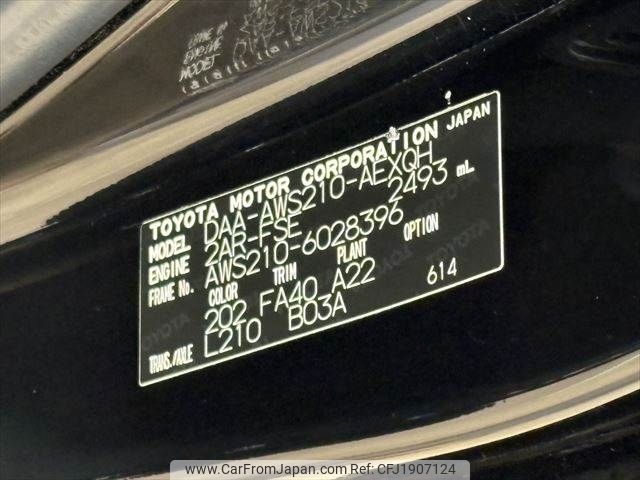 TOYOTA MOTOR CORPORATION JAPAN
MODEL DAA-AWS210-AEXQH
ENGINE 2AR-FSE 2493 mL
FRAME No. AWS210-6028396
COLOR TRIM PLANT OPTION
202 FA40 A22 614
TRANS./AXLE L210 B03A
www.CarFromJapan.com - CFJ1907124